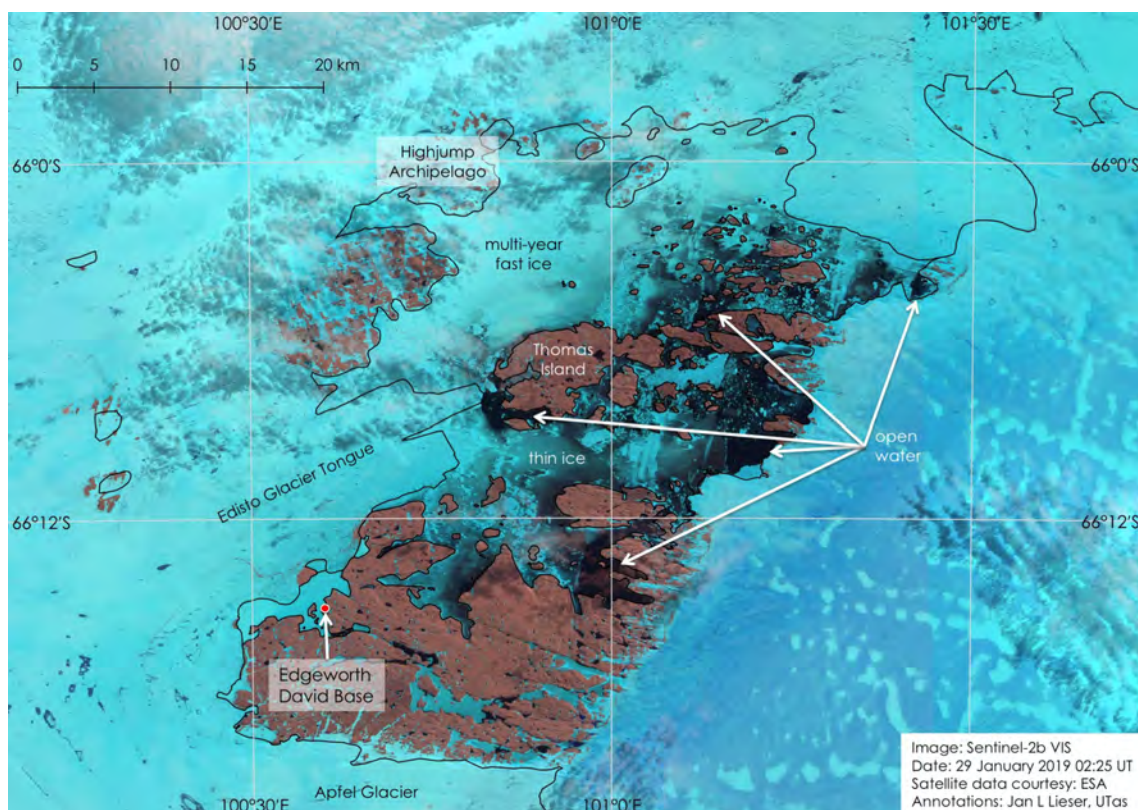 100°30'E
101°0'E
101°30'E
0
5
10
15
20 km
66°0'S
66°0'S
Highjump
Archipelago
multi-year
fast ice
Thomas
Island
open
water
thin ice
Edisto Glacier Tongue
66°12'S
66°12'S
Edgeworth
David Base
Apfel Glacier
100°30'E
101°0'E
Image: Sentinel-2b VIS
Date: 29 January 2019 02:25 UT
Satellite data courtesy: ESA
Annotations: Jan L Lieser, UTas